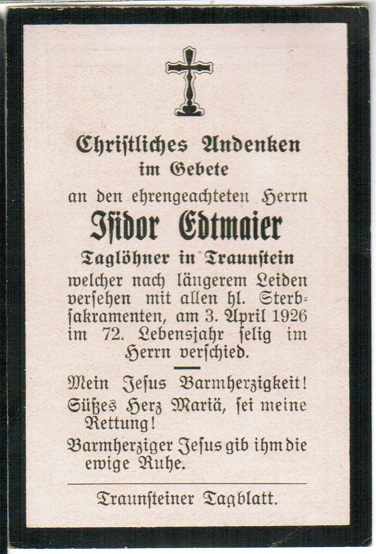 Christliches Andenken
im Gebete
an den ehrengeachteten Herrn
Isidor Edtmaier
Taglöhner in Traunstein
welcher nach längerem Leiden
versehen mit allen hl. Sterb-
sakramenten, am 3. April 1926
im 72. Lebensjahr selig im
Herrn verschied.
Mein Jesus Barmherzigkeit!
Süßes Herz Mariä, sei meine
Rettung!
Barmherziger Jesus gib ihm die
ewige Ruhe.
Traunsteiner Tagblatt.